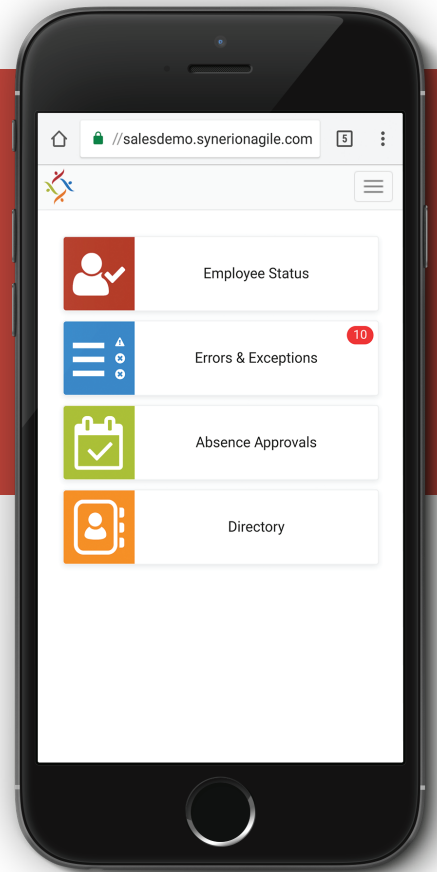 //salesdemo.synerionagile.com
5
Employee Status
10
Errors & Exceptions
Absence Approvals
Directory